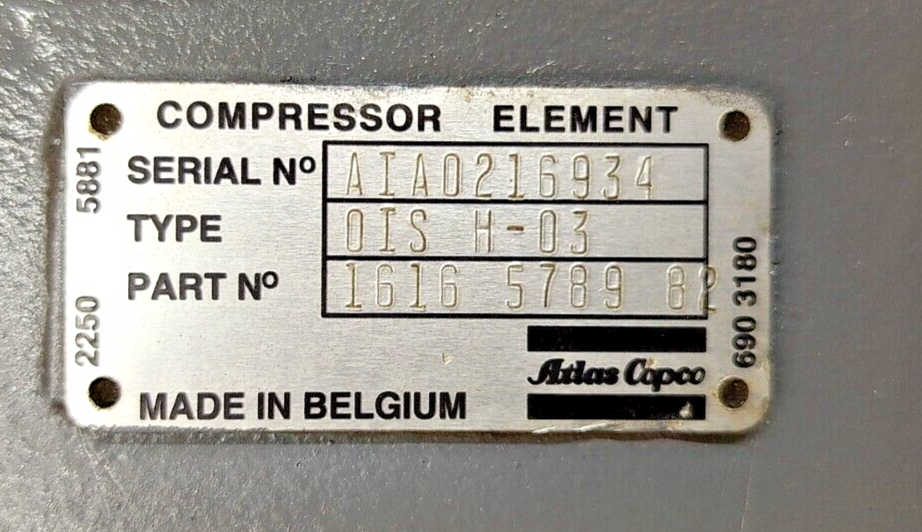 COMPRESSOR ELEMENT
SERIAL Nº AIA0216934
TYPE OIS H-03
PART Nº 1616 5789 82
Atlas Copco
MADE IN BELGIUM
2250 5881
690 3180